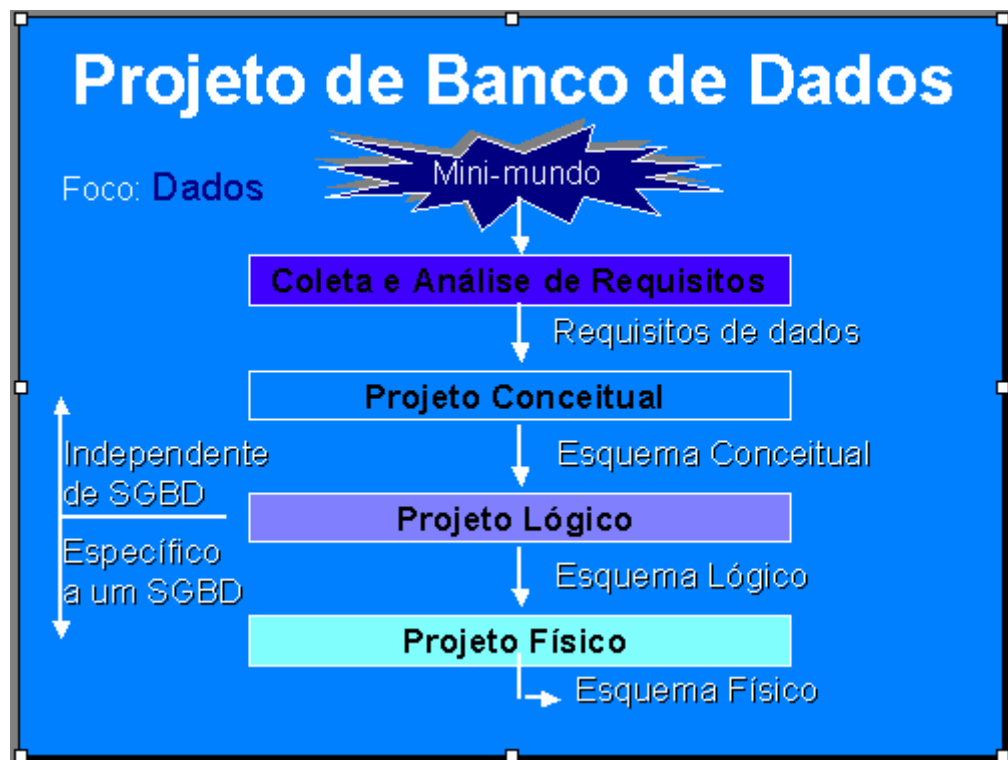 Projeto de Banco de Dados
Mini-mundo
Foco: Dados
Coleta e Análise de Requisitos
Requisitos de dados
Projeto Conceitual
Esquema Conceitual
Independente
de SGBD
Projeto Lógico
Específico
a um SGBD
Esquema Lógico
Projeto Físico
Esquema Físico